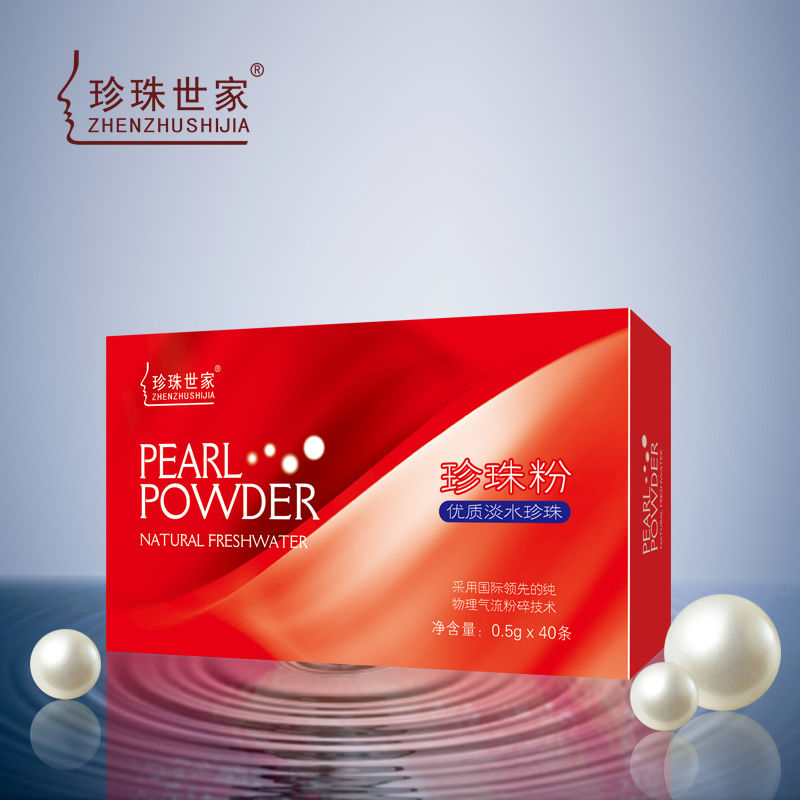 珍珠世家®
ZHENZHUSHIJIA
珍珠世家®
ZHENZHUSHIJIA
PEARL
POWDER
NATURAL FRESHWATER
珍珠粉
优质淡水珍珠
采用国际领先的纯
物理气流粉碎技术
净含量：0.5g x 40条
PEARL
POWDER
NATURAL FRESHWATER